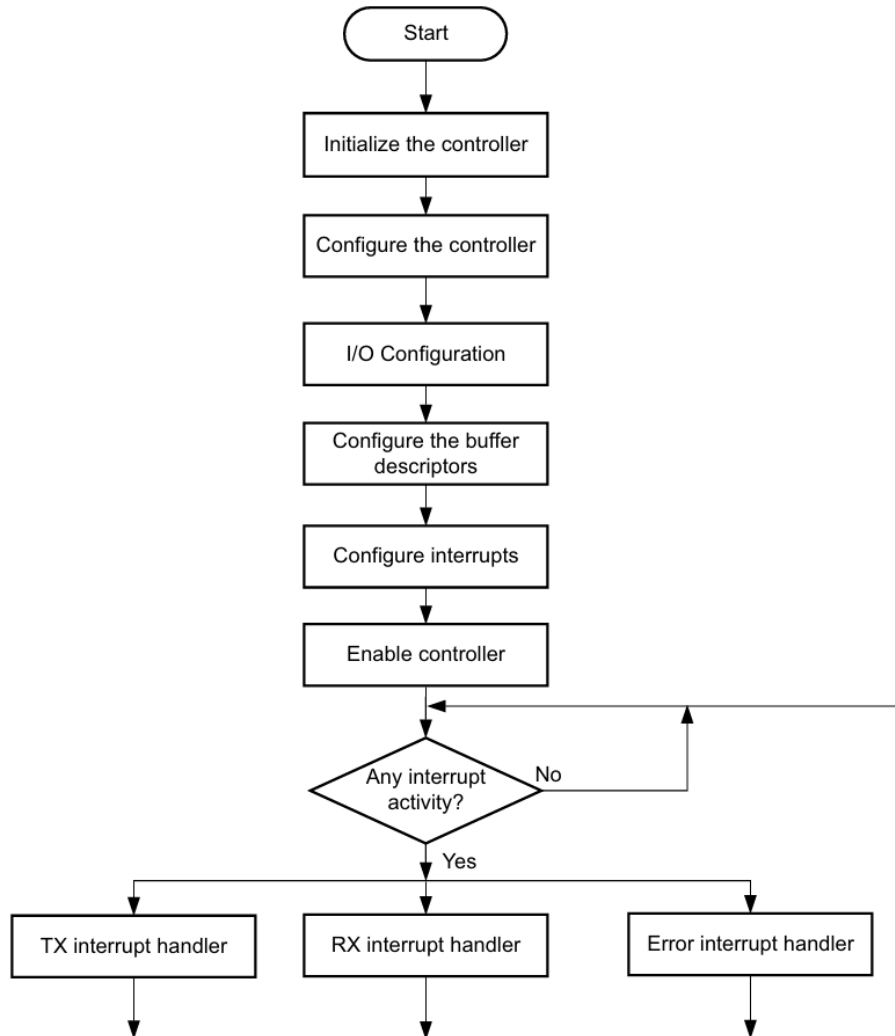 Start
Initialize the controller
Configure the controller
I/O Configuration
Configure the buffer
descriptors
Configure interrupts
Enable controller
Any interrupt
activity?
No
Yes
TX interrupt handler
RX interrupt handler
Error interrupt handler